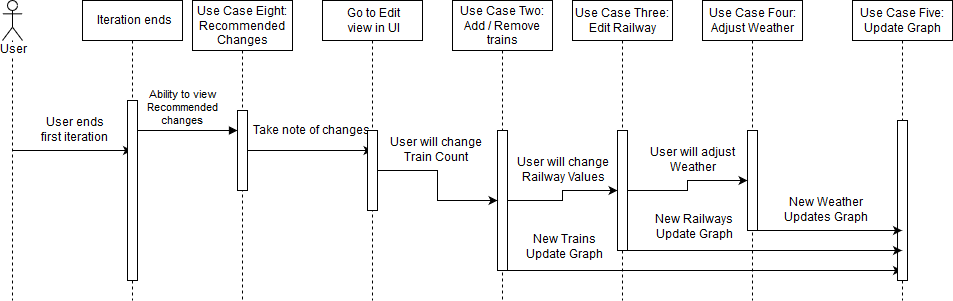 User
Iteration ends
Use Case Eight:
Recommended
Changes
Go to Edit
view in UI
Use Case Two:
Add / Remove
trains
Use Case Three:
Edit Railway
Use Case Four:
Adjust Weather
Use Case Five:
Update Graph
User ends
first iteration
Ability to view
Recommended
changes
Take note of changes
User will change
Train Count
User will change
Railway Values
User will adjust
Weather
New Weather
Updates Graph
New Railways
Update Graph
New Trains
Update Graph